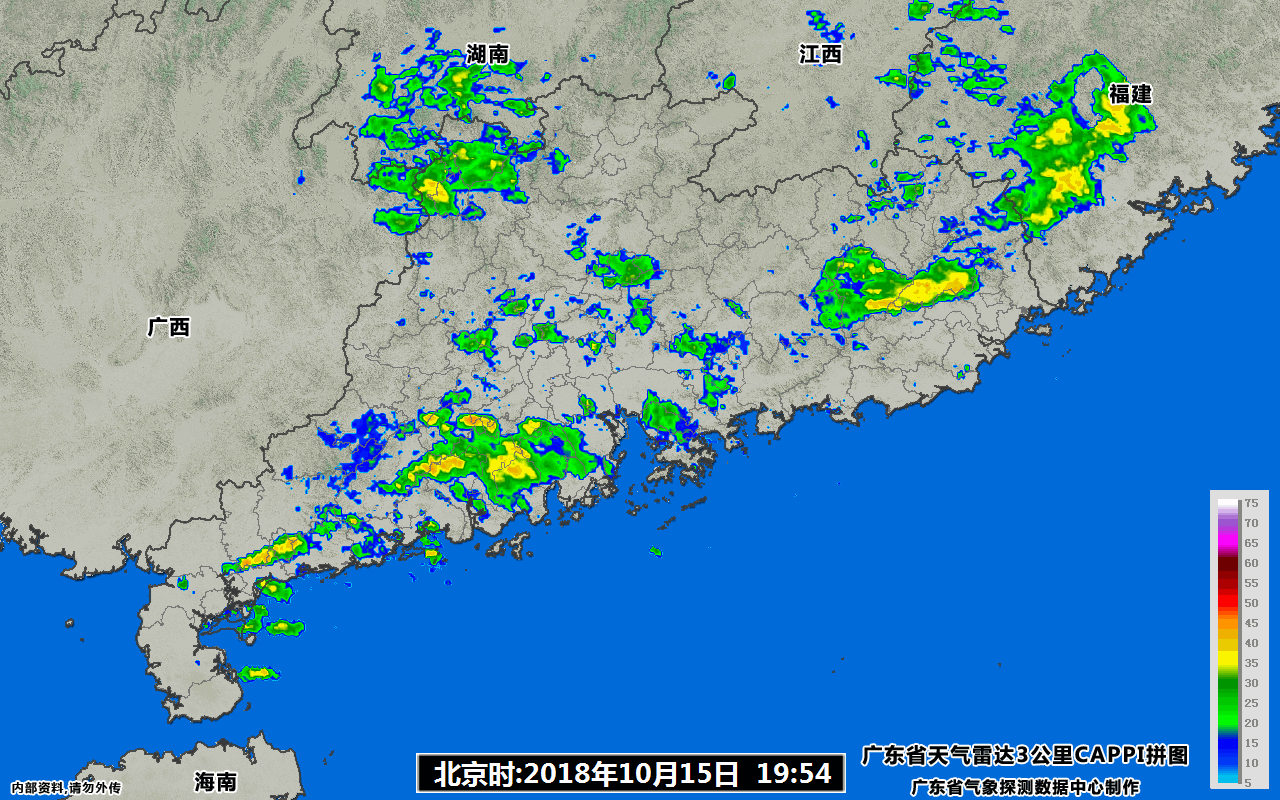 湖南
江西
福建
广西
75
70
65
60
55
50
45
40
35
30
25
20
15
10
5
广东省天气雷达3公里CAPPI拼图
北京时:2018年10月15日 19:54
海南
内部资料,请勿外传
广东省气象探测数据中心制作